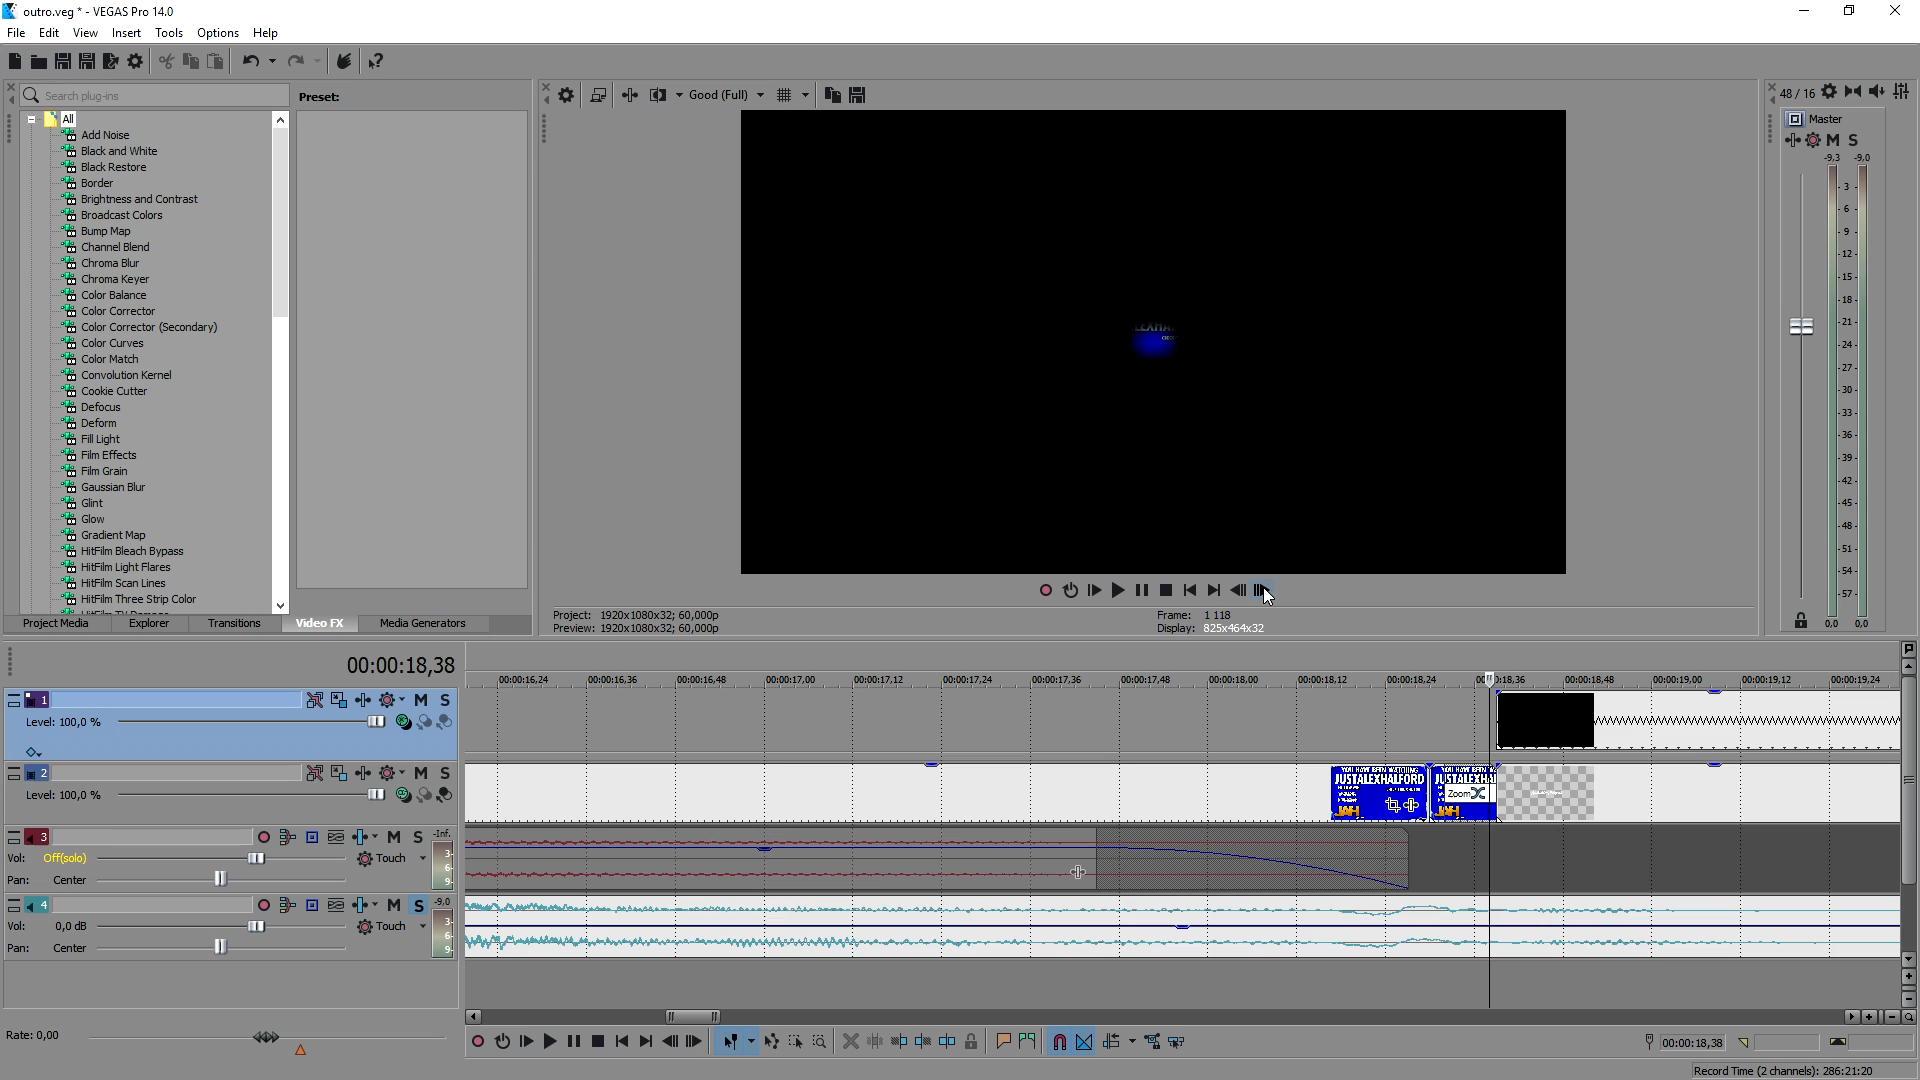 outro.veg * - VEGAS Pro 14.0
File Edit View Insert Tools Options Help
Search plug-ins
Preset:
All
Add Noise
Black and White
Black Restore
Border
Brightness and Contrast
Broadcast Colors
Bump Map
Channel Blend
Chroma Blur
Chroma Keyer
Color Balance
Color Corrector
Color Corrector (Secondary)
Color Curves
Color Match
Convolution Kernel
Cookie Cutter
Defocus
Deform
Fill Light
Film Effects
Film Grain
Gaussian Blur
Glint
Glow
Gradient Map
HitFilm Bleach Bypass
HitFilm Light Flares
HitFilm Scan Lines
HitFilm Three Strip Color
Project Media Explorer Transitions Video FX Media Generators
Good (Full)
Project: 1920x1080x32; 60,000p
Preview: 1920x1080x32; 60,000p
Frame: 1 118
Display: 825x464x32
48 / 16
Master
M S
-9,3 -9,0
- 3 -
- 6 -
- 9 -
-12-
-15-
-18-
-21-
-24-
-27-
-30-
-33-
-36-
-39-
-42-
-45-
-48-
-51-
-54-
-57-
0,0 0,0
00:00:18,38
00:00:16,24 00:00:16,36 00:00:16,48 00:00:17,00 00:00:17,12 00:00:17,24 00:00:17,36 00:00:17,48 00:00:18,00 00:00:18,12 00:00:18,24 18,36 00:00:18,48 00:00:19,00 00:00:19,12 00:00:19,24
1 M S
Level: 100,0 %
2 M S
Level: 100,0 %
YOU HAVE BEEN WATCHING
JUSTALEXHALFORD
JAH
JUSTALEXHA
Zoom
JAH
3 M S -Inf.
Vol: Off(solo) Touch 3-
6-
Pan: Center 9-
4 M S -9,0
Vol: 0,0 dB Touch 3-
6-
Pan: Center 9-
Rate: 0,00
00:00:18,38
Record Time (2 channels): 286:21:20